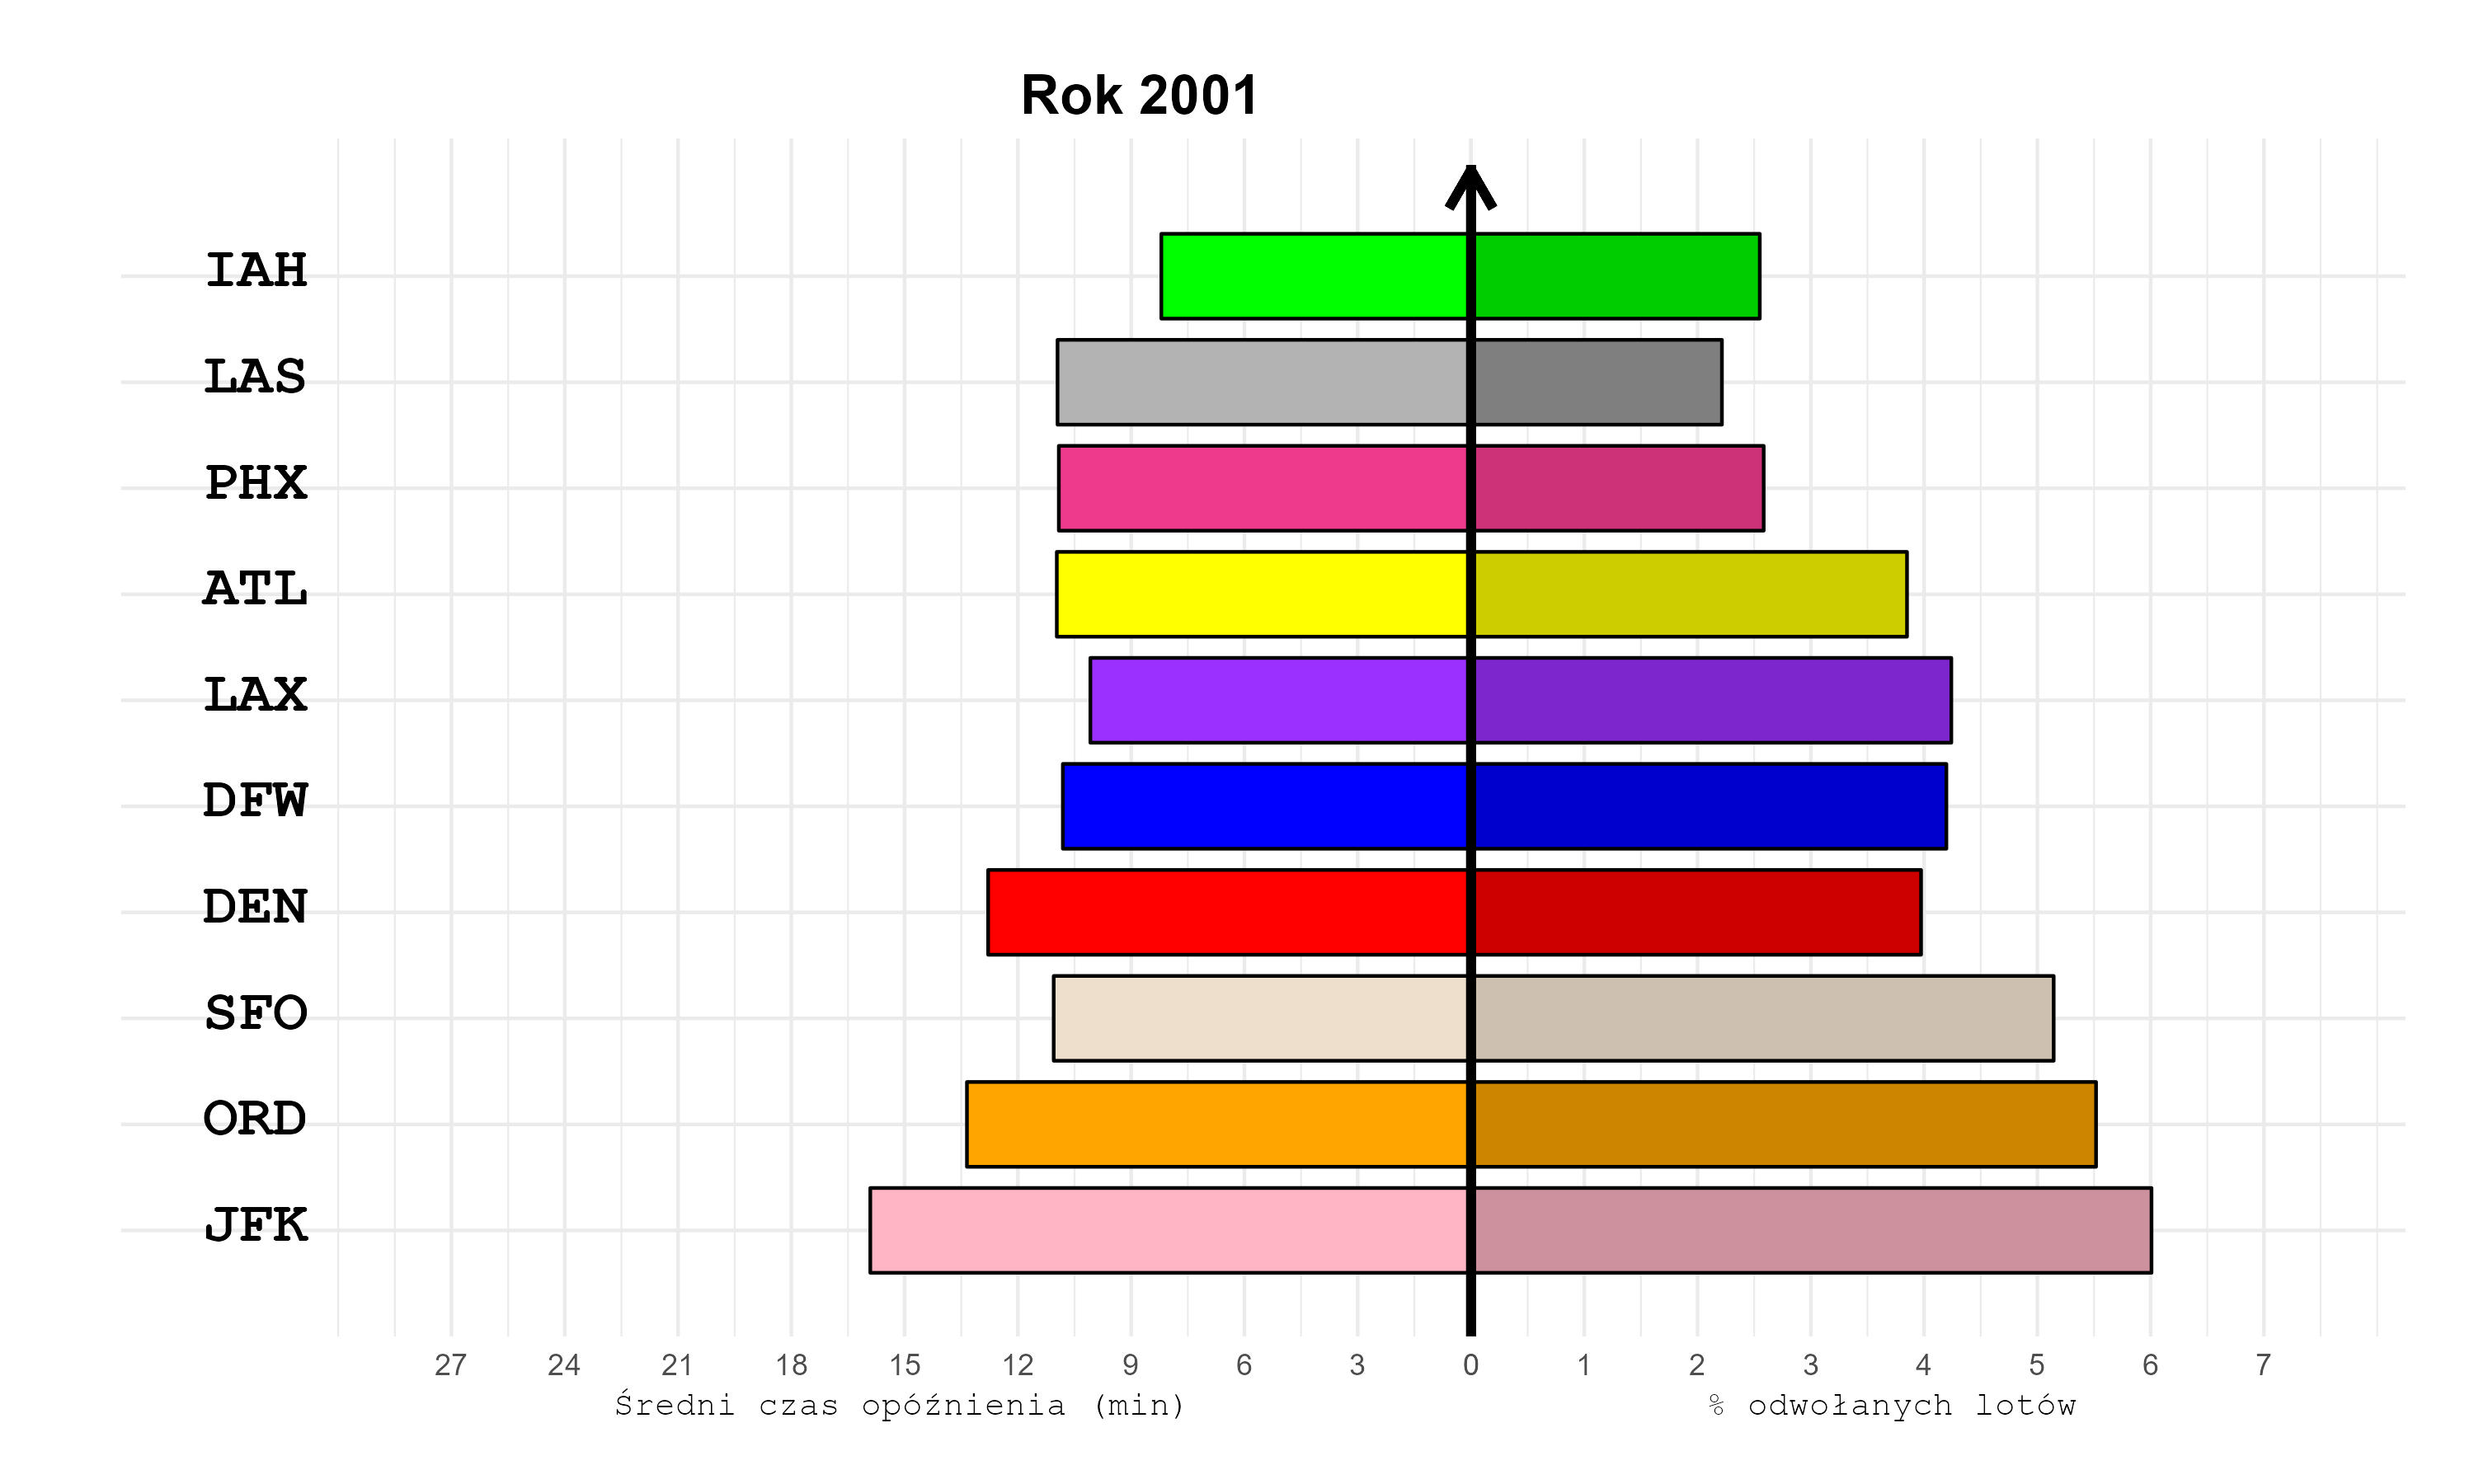 Rok 2001
IAH
LAS
PHX
ATL
LAX
DFW
DEN
SFO
ORD
JFK
27 24 21 18 15 12 9 6 3 0 1 2 3 4 5 6 7
Średni czas opóźnienia (min) % odwołanych lotów